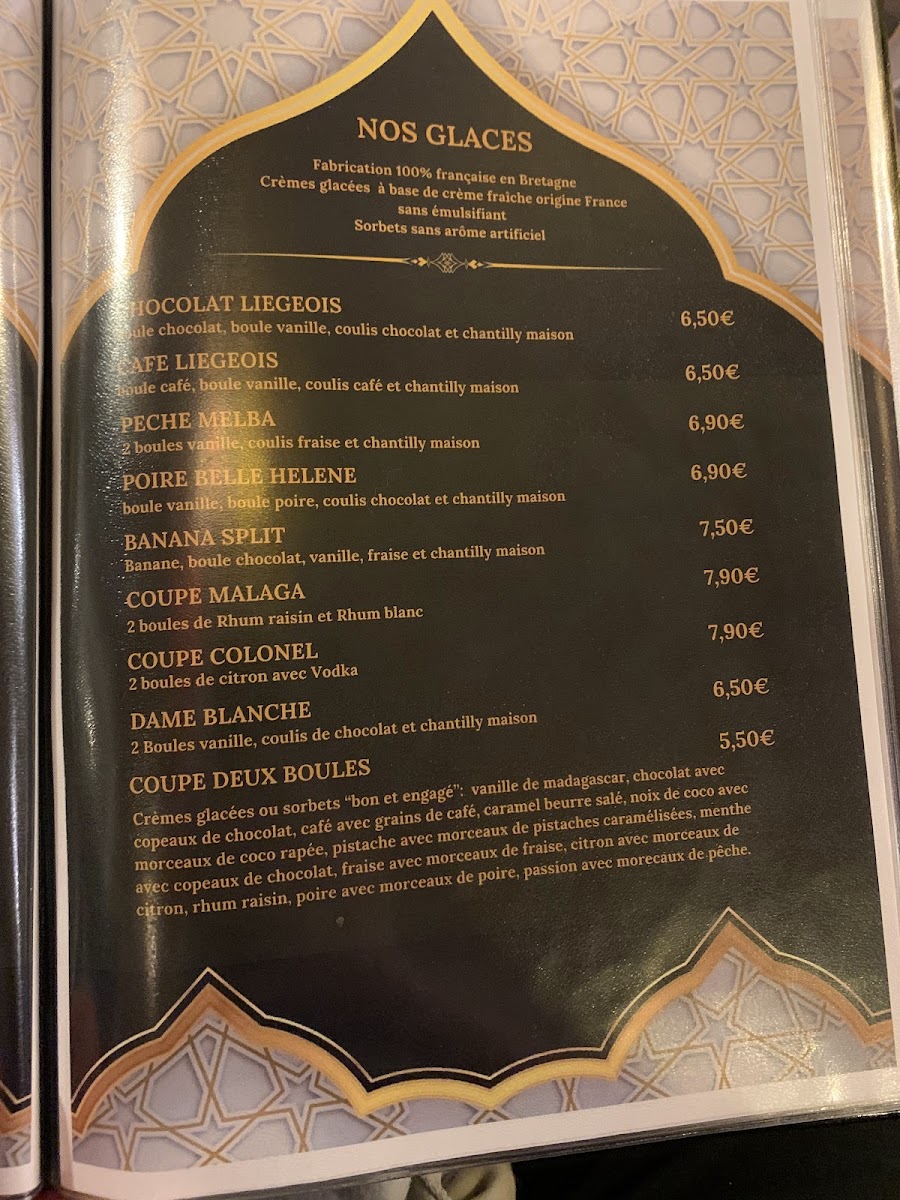 NOS GLACES
Fabrication 100% française en Bretagne
Crèmes glacées à base de crème fraîche origine France
sans émulsifiant
Sorbets sans arôme artificiel
HOCOLAT LIEGEOIS 6,50€
ule chocolat, boule vanille, coulis chocolat et chantilly maison
AFE LIEGEOIS 6,50€
boule café, boule vanille, coulis café et chantilly maison
PECHE MELBA 6,90€
2 boules vanille, coulis fraise et chantilly maison
POIRE BELLE HELENE 6,90€
boule vanille, boule poire, coulis chocolat et chantilly maison
BANANA SPLIT 7,50€
Banane, boule chocolat, vanille, fraise et chantilly maison
COUPE MALAGA 7,90€
2 boules de Rhum raisin et Rhum blanc
COUPE COLONEL 7,90€
2 boules de citron avec Vodka
DAME BLANCHE 6,50€
2 Boules vanille, coulis de chocolat et chantilly maison
COUPE DEUX BOULES 5,50€
Crèmes glacées ou sorbets “bon et engagé”: vanille de madagascar, chocolat avec
copeaux de chocolat, café avec grains de café, caramel beurre salé, noix de coco avec
morceaux de coco rapée, pistache avec morceaux de pistaches caramélisées, menthe
avec copeaux de chocolat, fraise avec morceaux de fraise, citron avec morceaux de
citron, rhum raisin, poire avec morceaux de poire, passion avec morecaux de pêche.